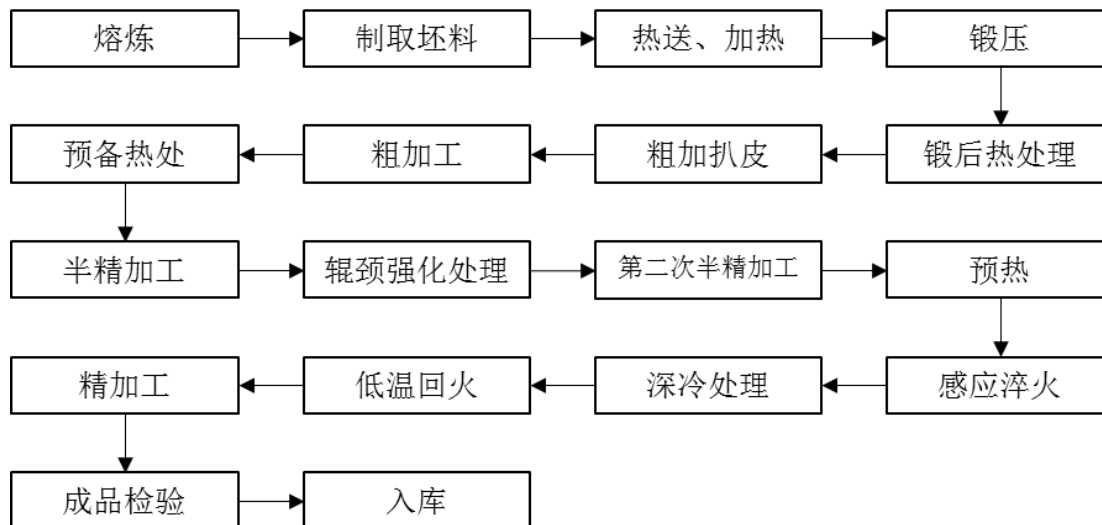 熔炼
制取坯料
热送、加热
锻压
锻后热处理
粗加扒皮
粗加工
预备热处
半精加工
辊颈强化处理
第二次半精加工
预热
感应淬火
深冷处理
低温回火
精加工
成品检验
入库